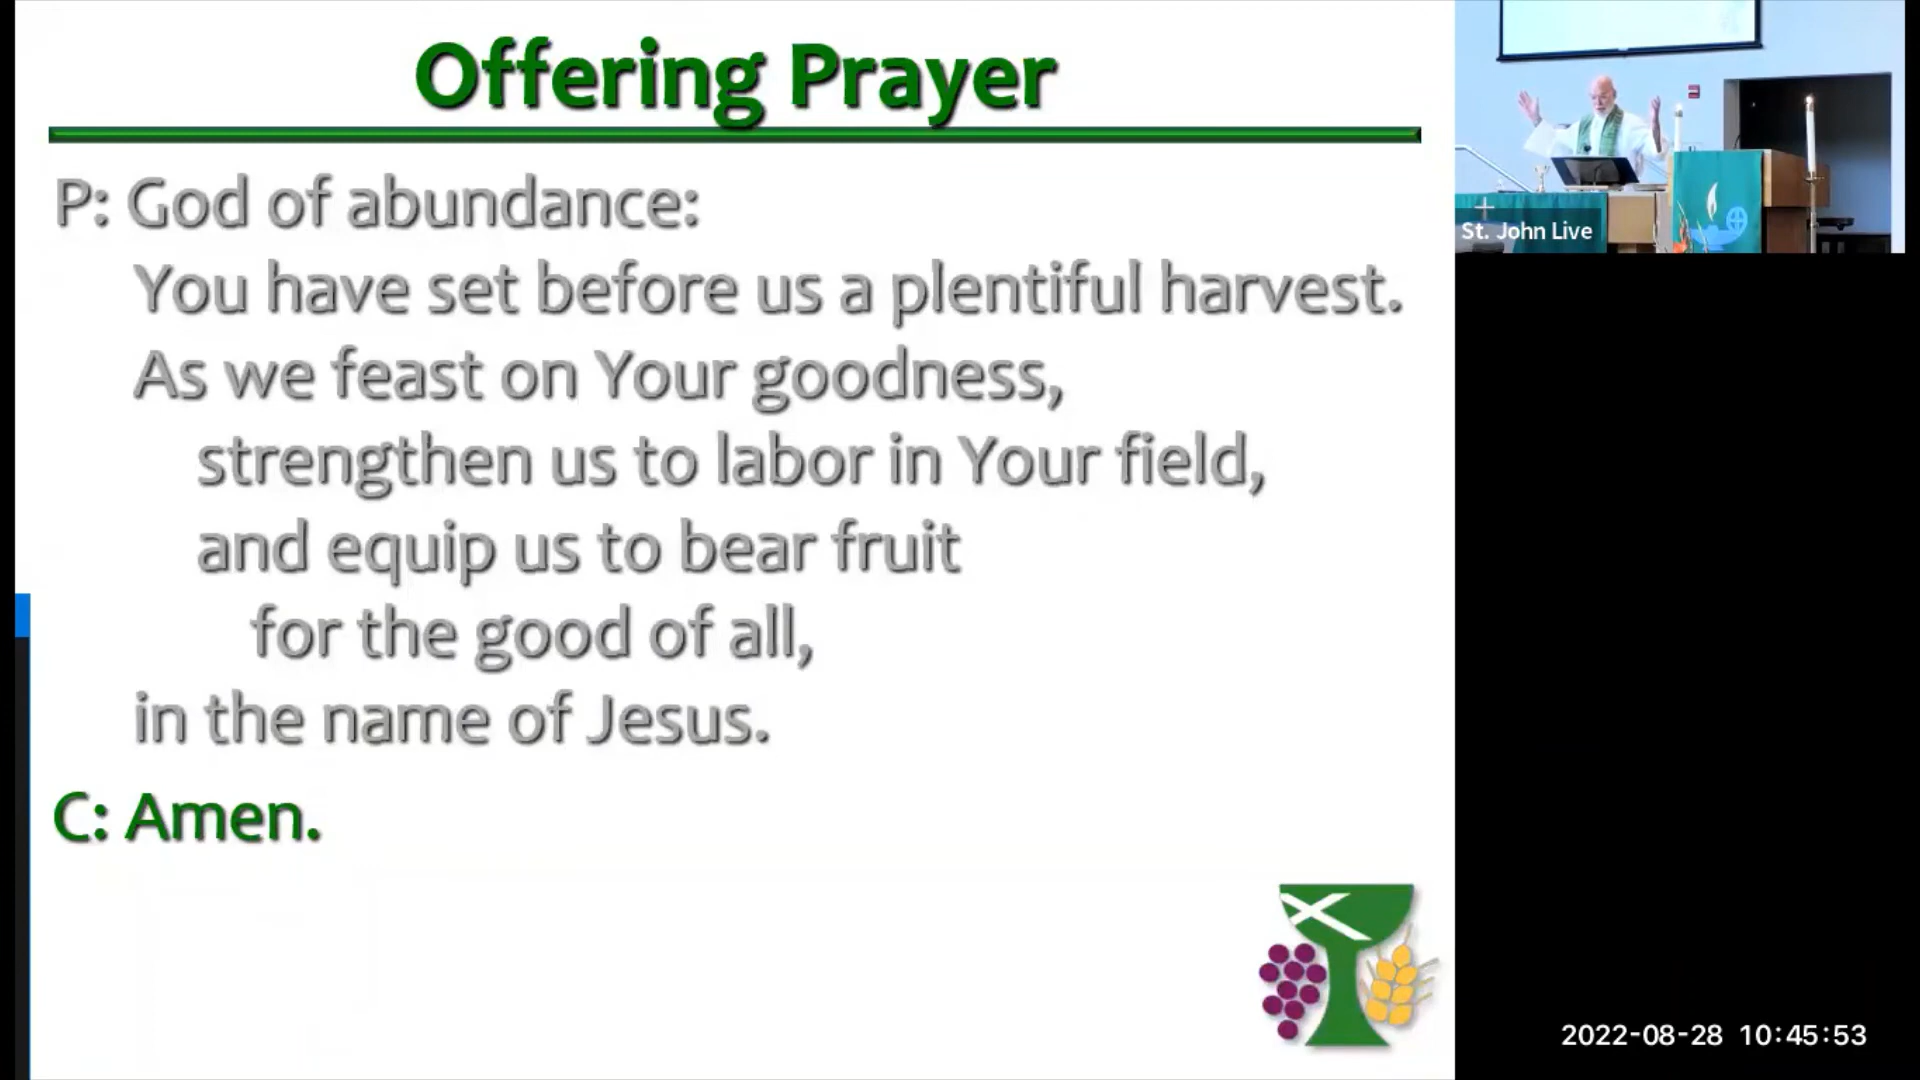 Offering Prayer
P: God of abundance:
You have set before us a plentiful harvest.
As we feast on Your goodness,
strengthen us to labor in Your field,
and equip us to bear fruit
for the good of all,
in the name of Jesus.
C: Amen.
St. John Live
2022-08-28 10:45:53